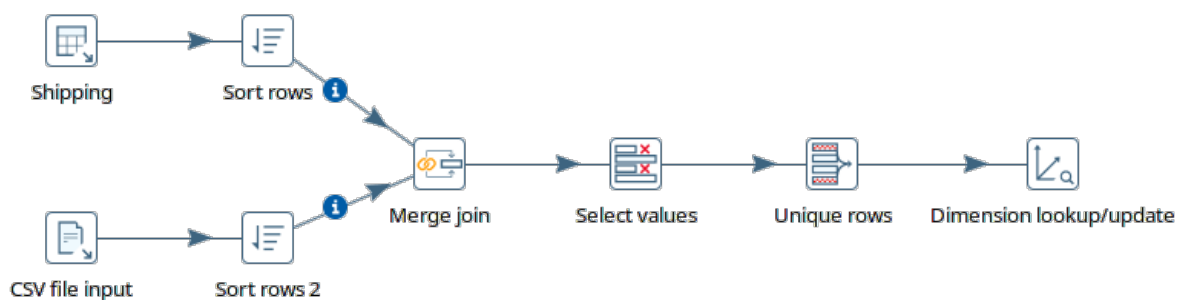 Shipping
Sort rows
Merge join
Select values
Unique rows
Dimension lookup/update
CSV file input
Sort rows 2